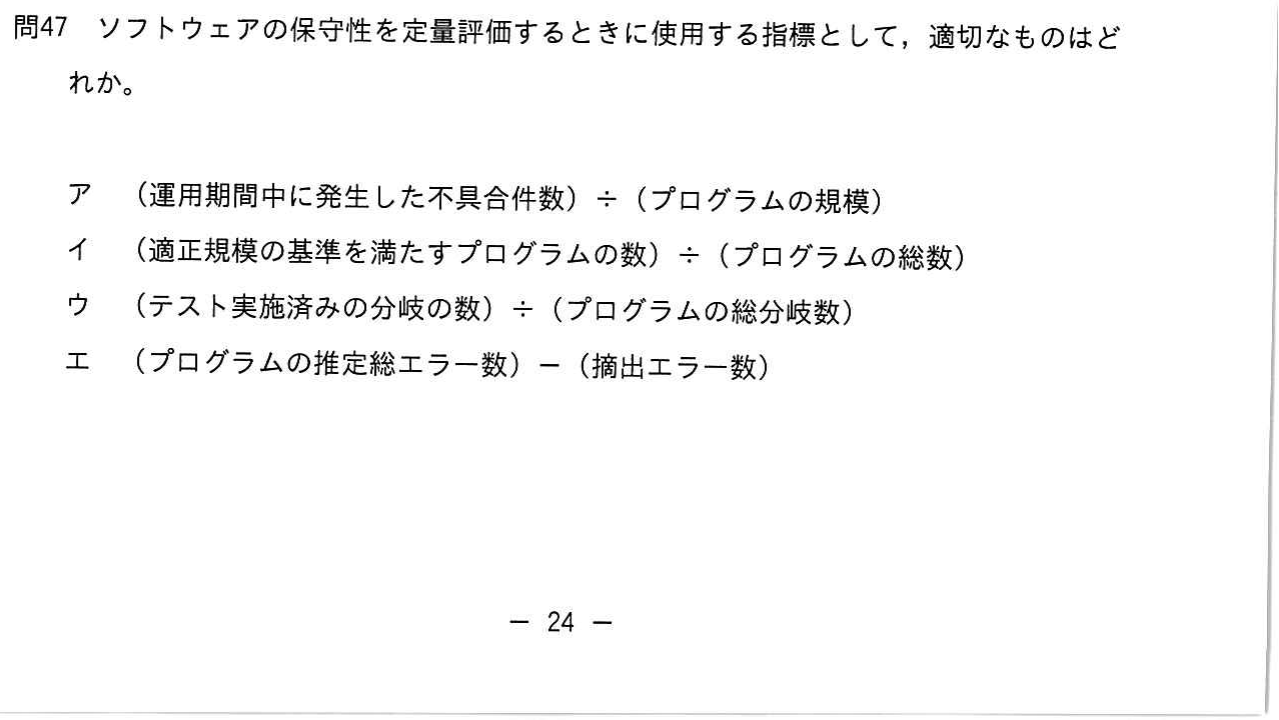 問47　ソフトウェアの保守性を定量評価するときに使用する指標として，適切なものはど
れか。
ア　（運用期間中に発生した不具合件数）÷（プログラムの規模）
イ　（適正規模の基準を満たすプログラムの数）÷（プログラムの総数）
ウ　（テスト実施済みの分岐の数）÷（プログラムの総分岐数）
エ　（プログラムの推定総エラー数）－（摘出エラー数）
－ 24 －